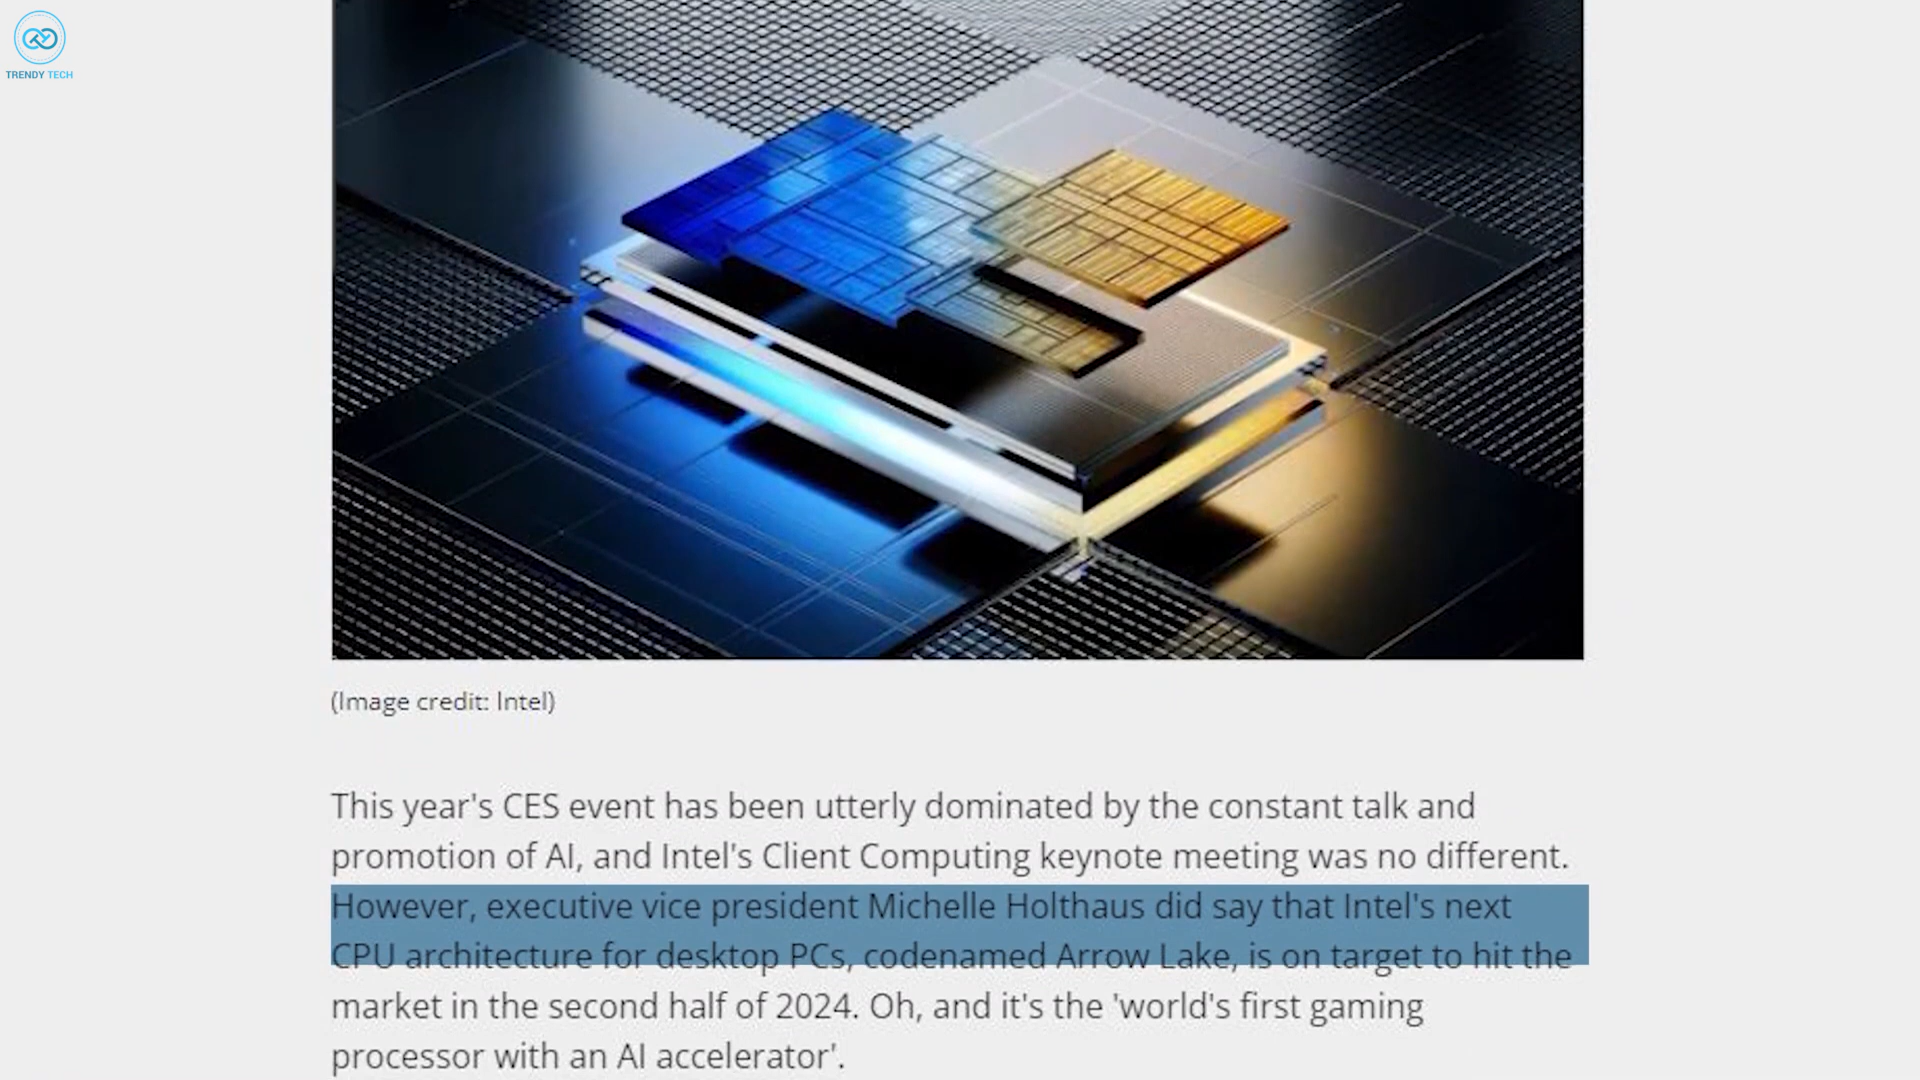 TRENDY TECH
(Image credit: Intel)
This year's CES event has been utterly dominated by the constant talk and
promotion of AI, and Intel's Client Computing keynote meeting was no different.
However, executive vice president Michelle Holthaus did say that Intel's next
CPU architecture for desktop PCs, codenamed Arrow Lake, is on target to hit the
market in the second half of 2024. Oh, and it's the 'world's first gaming
processor with an AI accelerator'.